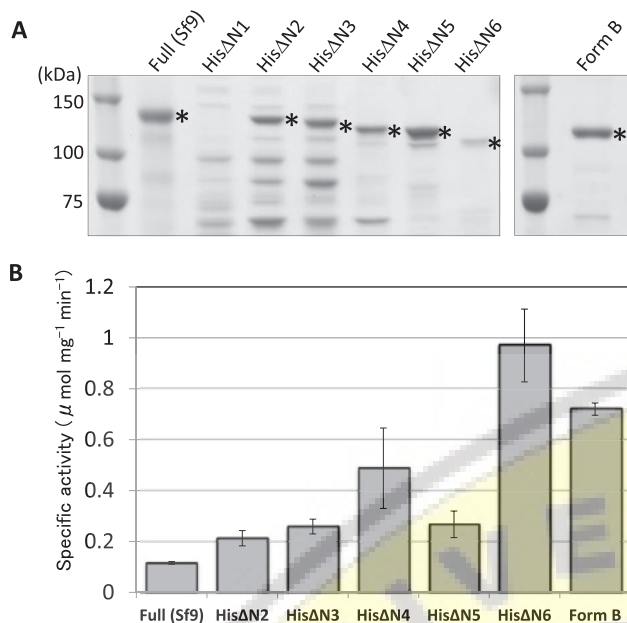 A
Full (Sf9) HisΔN1 HisΔN2 HisΔN3 HisΔN4 HisΔN5 HisΔN6 Form B
(kDa)
150
100
75
* * * * * * *
B
Specific activity ( μ mol mg⁻¹ min⁻¹)
1.2
1
0.8
0.6
0.4
0.2
0
Full (Sf9) HisΔN2 HisΔN3 HisΔN4 HisΔN5 HisΔN6 Form B
IVE